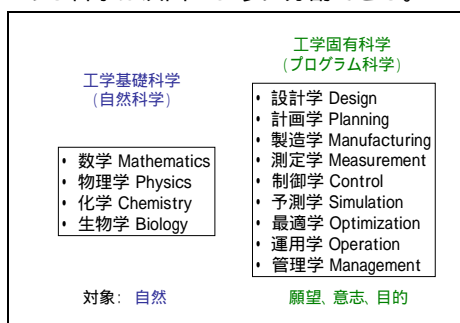 工学基礎科学
(自然科学)
• 数学 Mathematics
• 物理学 Physics
• 化学 Chemistry
• 生物学 Biology
対象： 自然
工学固有科学
(プログラム科学)
• 設計学 Design
• 計画学 Planning
• 製造学 Manufacturing
• 測定学 Measurement
• 制御学 Control
• 予測学 Simulation
• 最適学 Optimization
• 運用学 Operation
• 管理学 Management
願望、意志、目的